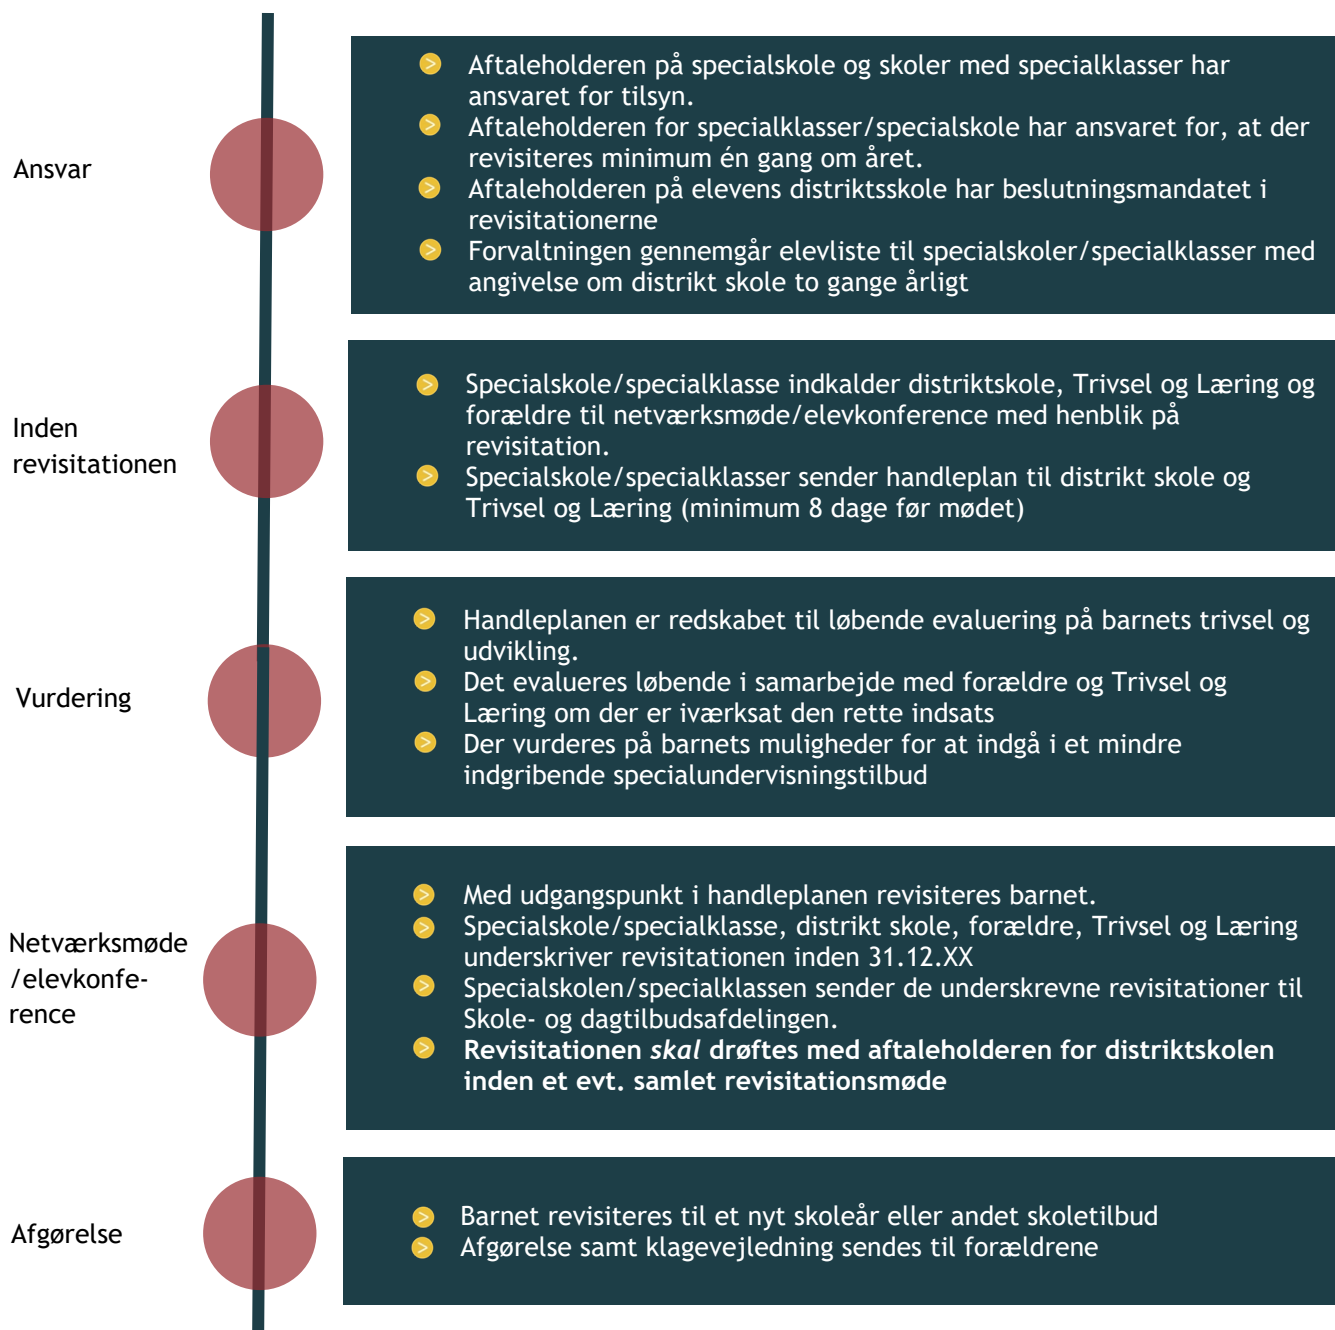 Ansvar
Aftaleholderen på specialskole og skoler med specialklasser har
ansvaret for tilsyn.
Aftaleholderen for specialklasser/specialskole har ansvaret for, at der
revisiteres minimum én gang om året.
Aftaleholderen på elevens distriktsskole har beslutningsmandatet i
revisitationerne
Forvaltningen gennemgår elevliste til specialskoler/specialklasser med
angivelse om distrikt skole to gange årligt
Inden
revisitationen
Specialskole/specialklasse indkalder distriktskole, Trivsel og Læring og
forældre til netværksmøde/elevkonference med henblik på
revisitation.
Specialskole/specialklasser sender handleplan til distrikt skole og
Trivsel og Læring (minimum 8 dage før mødet)
Vurdering
Handleplanen er redskabet til løbende evaluering på barnets trivsel og
udvikling.
Det evalueres løbende i samarbejde med forældre og Trivsel og
Læring om der er iværksat den rette indsats
Der vurderes på barnets muligheder for at indgå i et mindre
indgribende specialundervisningstilbud
Netværksmøde
/elevkonfe-
rence
Med udgangspunkt i handleplanen revisiteres barnet.
Specialskole/specialklasse, distrikt skole, forældre, Trivsel og Læring
underskriver revisitationen inden 31.12.XX
Specialskolen/specialklassen sender de underskrevne revisitationer til
Skole- og dagtilbudsafdelingen.
Revisitationen skal drøftes med aftaleholderen for distriktskolen
inden et evt. samlet revisitationsmøde
Afgørelse
Barnet revisiteres til et nyt skoleår eller andet skoletilbud
Afgørelse samt klagevejledning sendes til forældrene